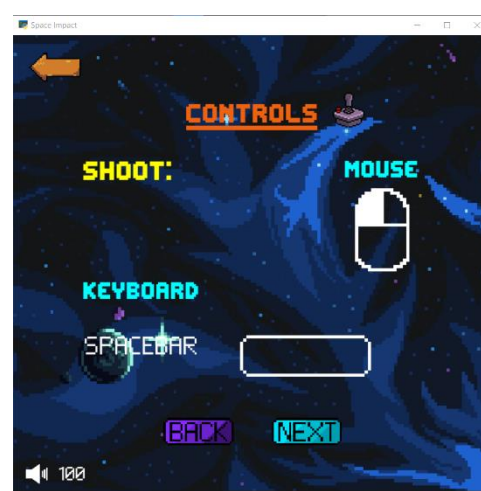 Space Impact
CONTROLS
SHOOT:
MOUSE
KEYBOARD
SPACEBAR
BACK
NEXT
100